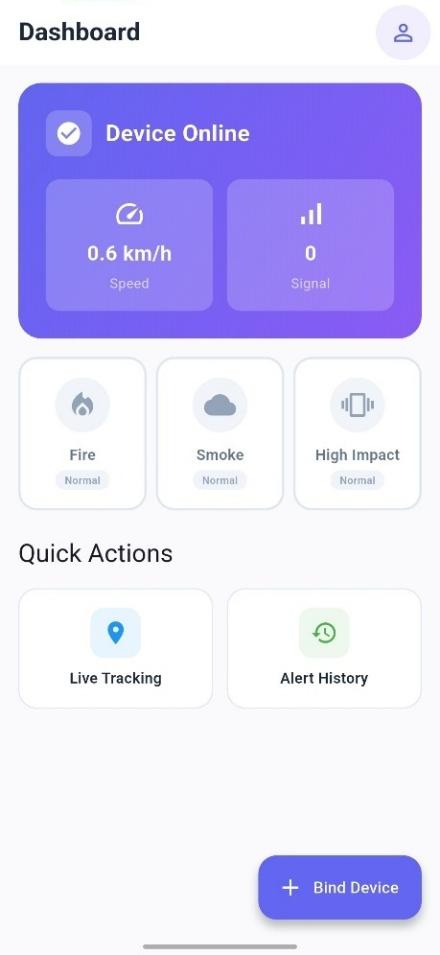 Dashboard
Device Online
0.6 km/h
0
Speed
Signal
Fire
Smoke
High Impact
Normal
Normal
Normal
Quick Actions
Live Tracking
Alert History
Bind Device